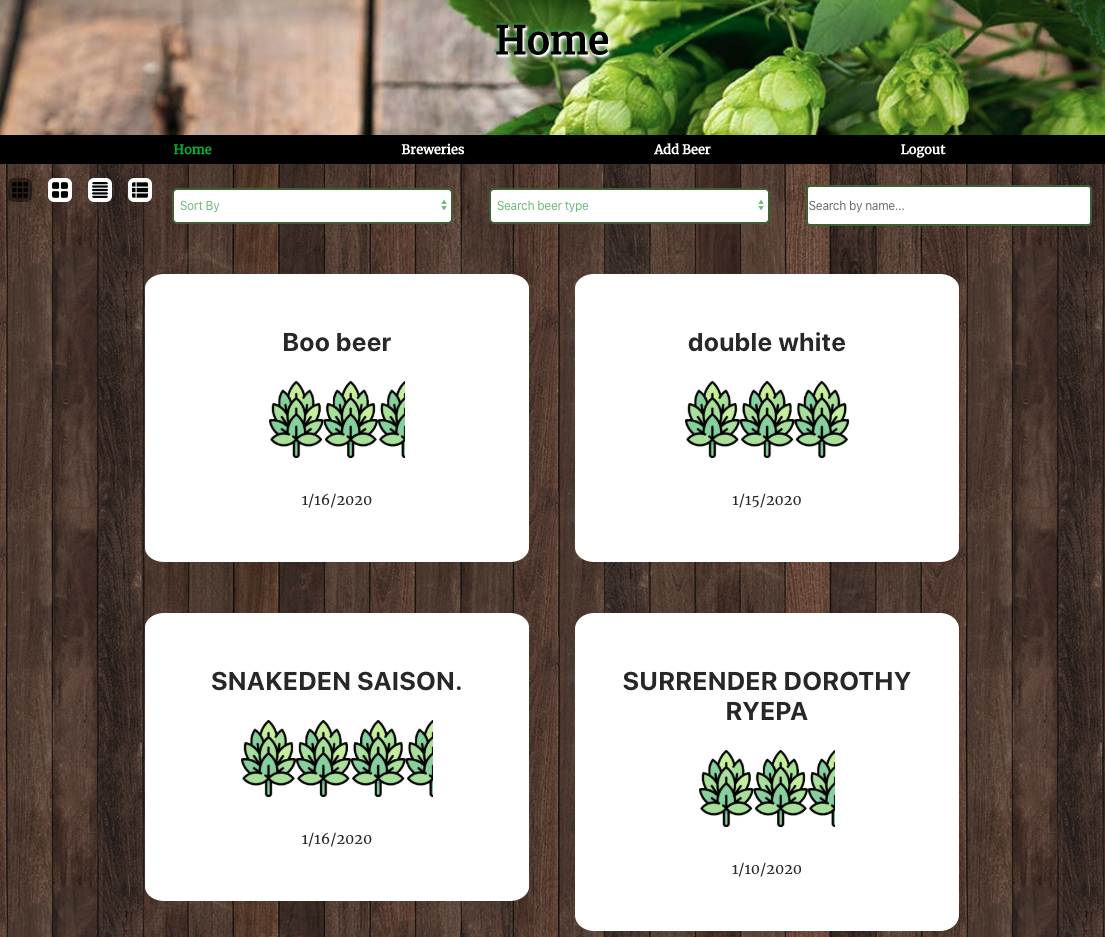 Home
Home
Breweries
Add Beer
Logout
Sort By
Search beer type
Search by name...
Boo beer
1/16/2020
double white
1/15/2020
SNAKEDEN SAISON.
1/16/2020
SURRENDER DOROTHY
RYEPA
1/10/2020